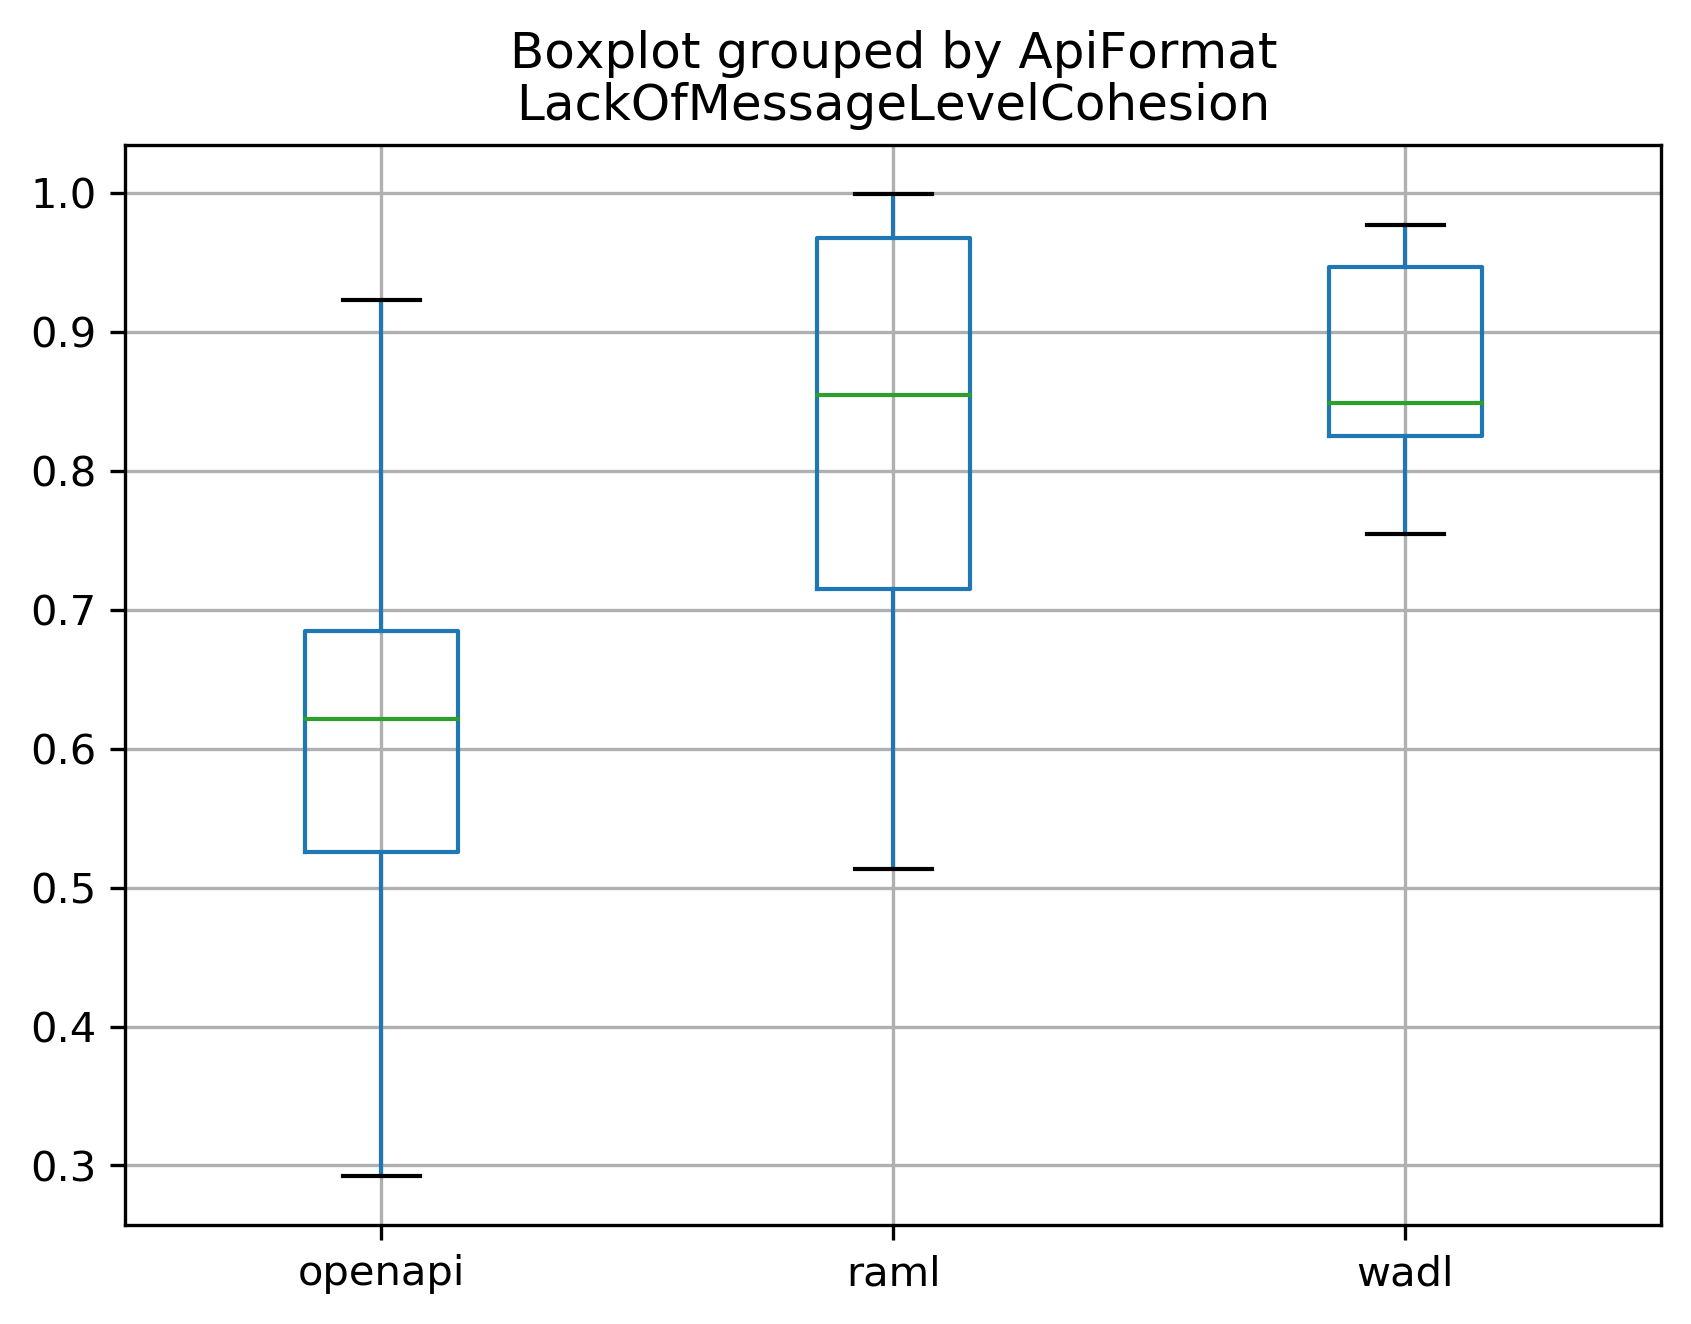 Boxplot grouped by ApiFormat
LackOfMessageLevelCohesion
1.0
0.9
0.8
0.7
0.6
0.5
0.4
0.3
openapi
raml
wadl